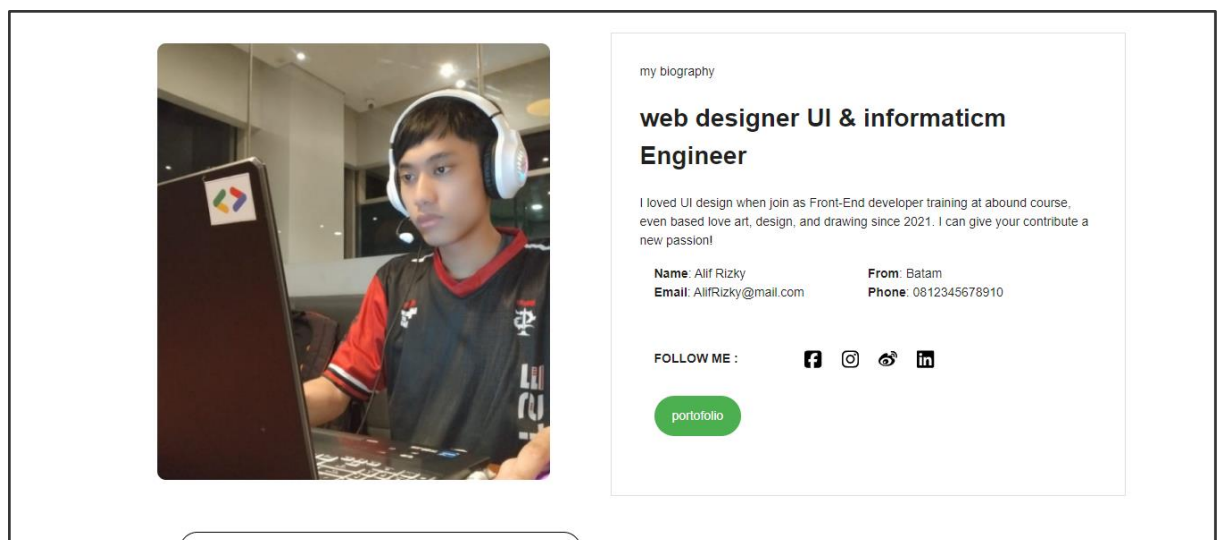 my biography
web designer UI & informaticm
Engineer
I loved UI design when join as Front-End developer training at abound course,
even based love art, design, and drawing since 2021. I can give your contribute a
new passion!
Name: Alif Rizky
From: Batam
Email: AlifRizky@mail.com
Phone: 0812345678910
FOLLOW ME :
portofolio